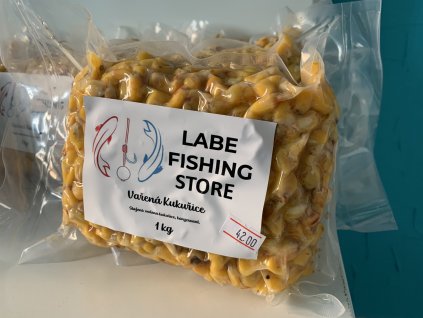 LABE
FISHING
STORE
Vařená Kukuřice
1 kg
42.00